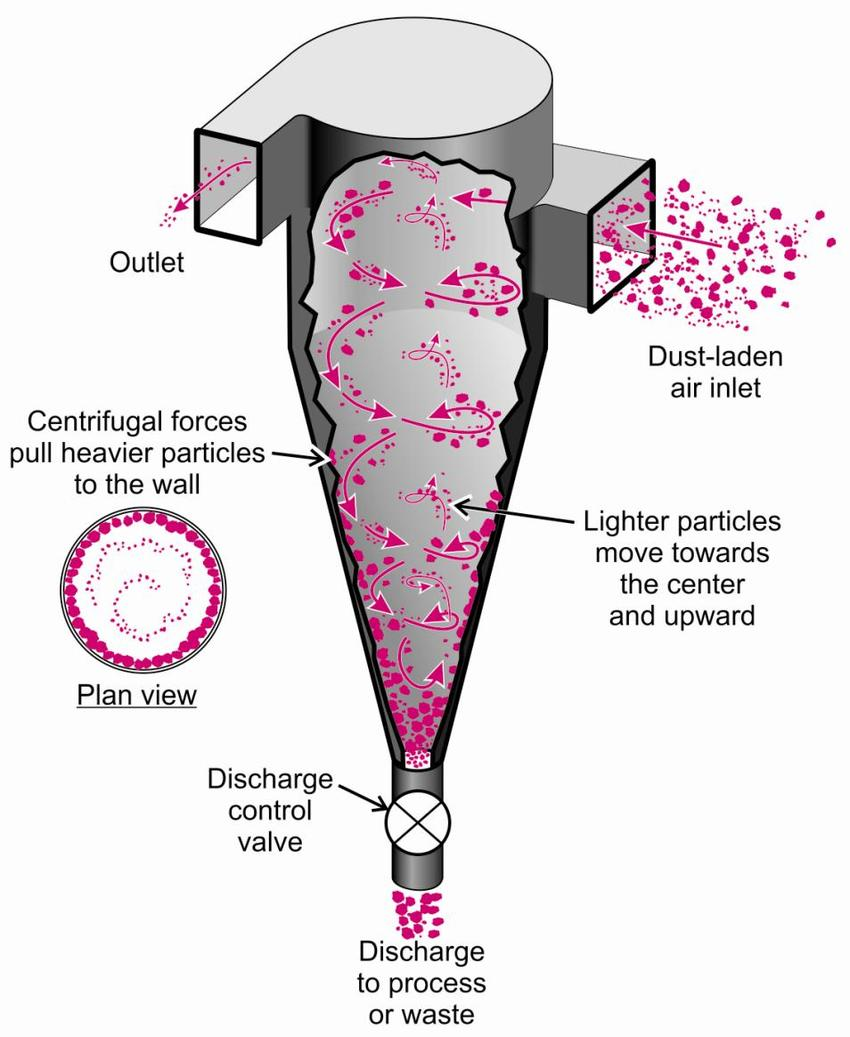 Outlet
Dust-laden
air inlet
Centrifugal forces
pull heavier particles
to the wall
Lighter particles
move towards
the center
and upward
Plan view
Discharge
control
valve
Discharge
to process
or waste